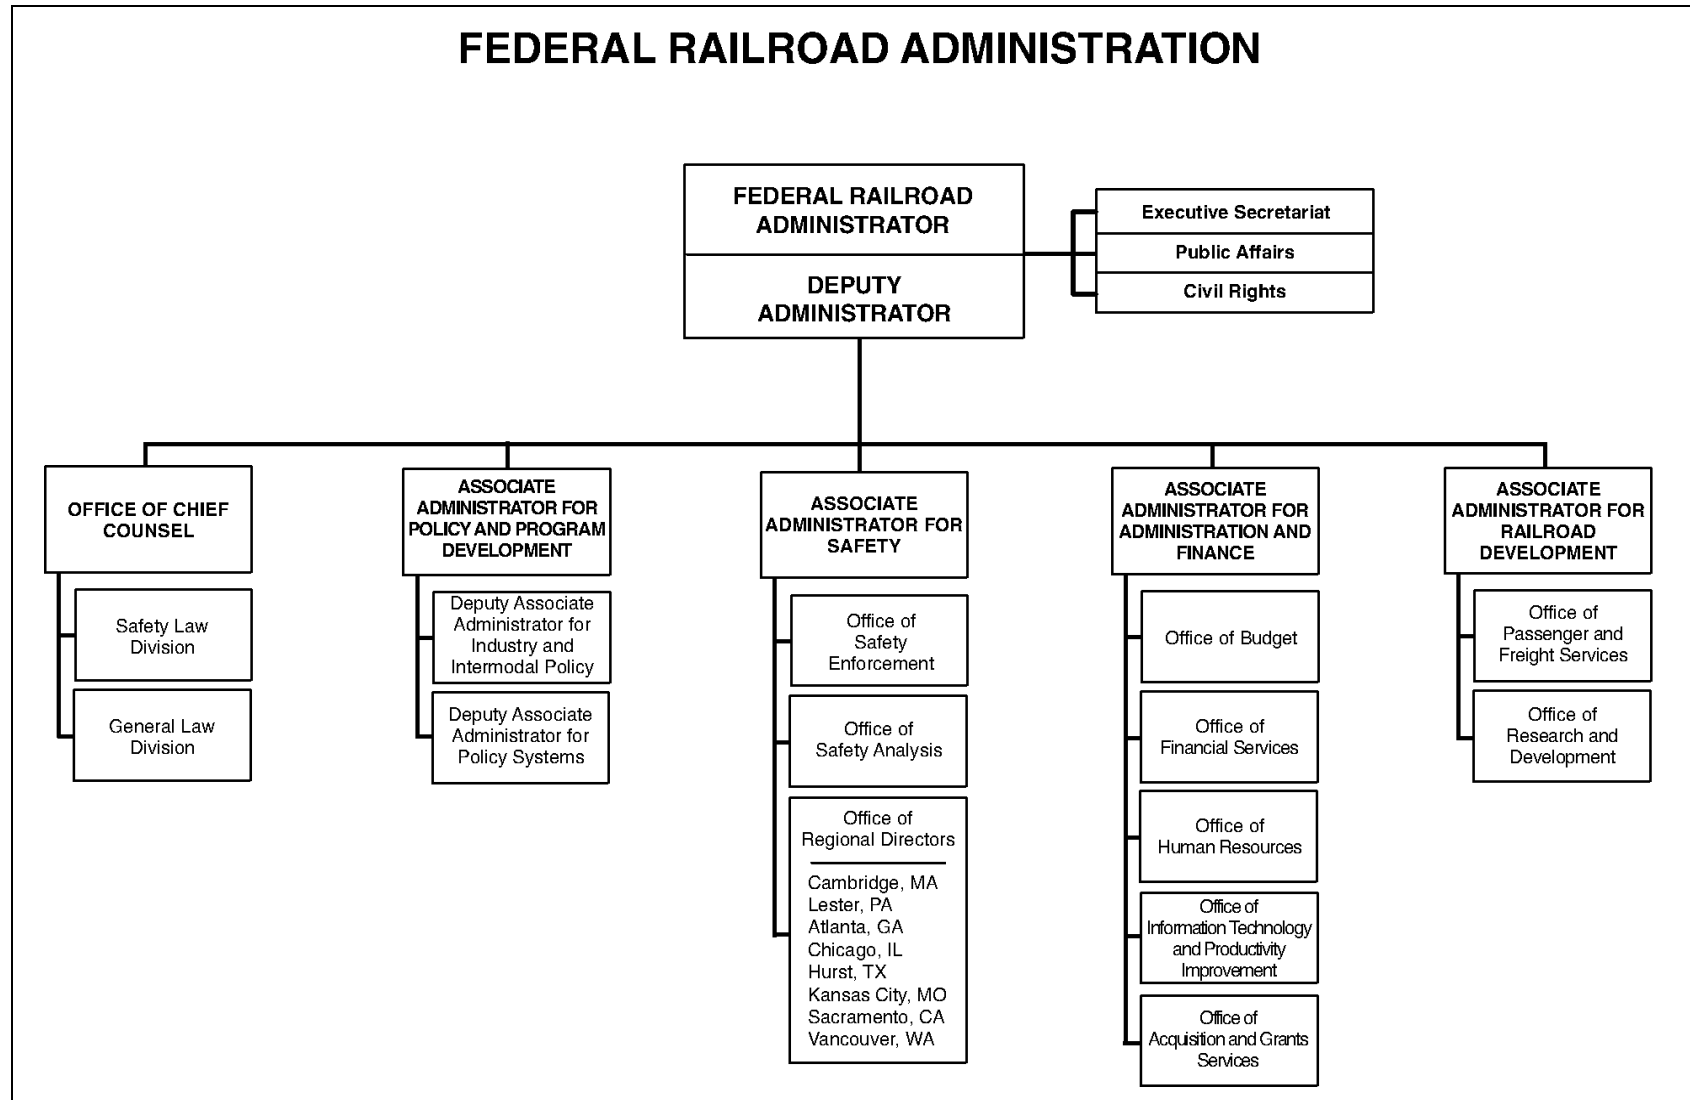 FEDERAL RAILROAD ADMINISTRATION
FEDERAL RAILROAD
ADMINISTRATOR
DEPUTY
ADMINISTRATOR
Executive Secretariat
Public Affairs
Civil Rights
OFFICE OF CHIEF
COUNSEL
Safety Law
Division
General Law
Division
ASSOCIATE
ADMINISTRATOR FOR
POLICY AND PROGRAM
DEVELOPMENT
Deputy Associate
Administrator for
Industry and
Intermodal Policy
Deputy Associate
Administrator for
Policy Systems
ASSOCIATE
ADMINISTRATOR FOR
SAFETY
Office of
Safety
Enforcement
Office of
Safety Analysis
Office of
Regional Directors
Cambridge, MA
Lester, PA
Atlanta, GA
Chicago, IL
Hurst, TX
Kansas City, MO
Sacramento, CA
Vancouver, WA
ASSOCIATE
ADMINISTRATOR FOR
ADMINISTRATION AND
FINANCE
Office of Budget
Office of
Financial Services
Office of
Human Resources
Office of
Information Technology
and Productivity
Improvement
Office of
Acquisition and Grants
Services
ASSOCIATE
ADMINISTRATOR FOR
RAILROAD
DEVELOPMENT
Office of
Passenger and
Freight Services
Office of
Research and
Development